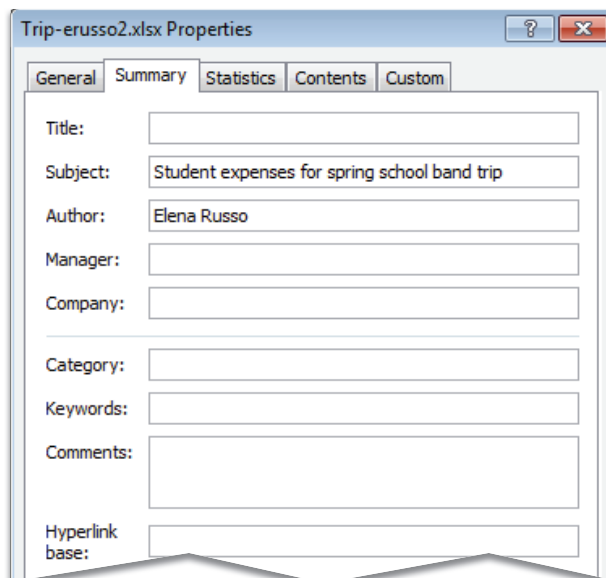 Trip-erusso2.xlsx Properties
?
General Summary Statistics Contents Custom
Title:
Subject: Student expenses for spring school band trip
Author: Elena Russo
Manager:
Company:
Category:
Keywords:
Comments:
Hyperlink
base: